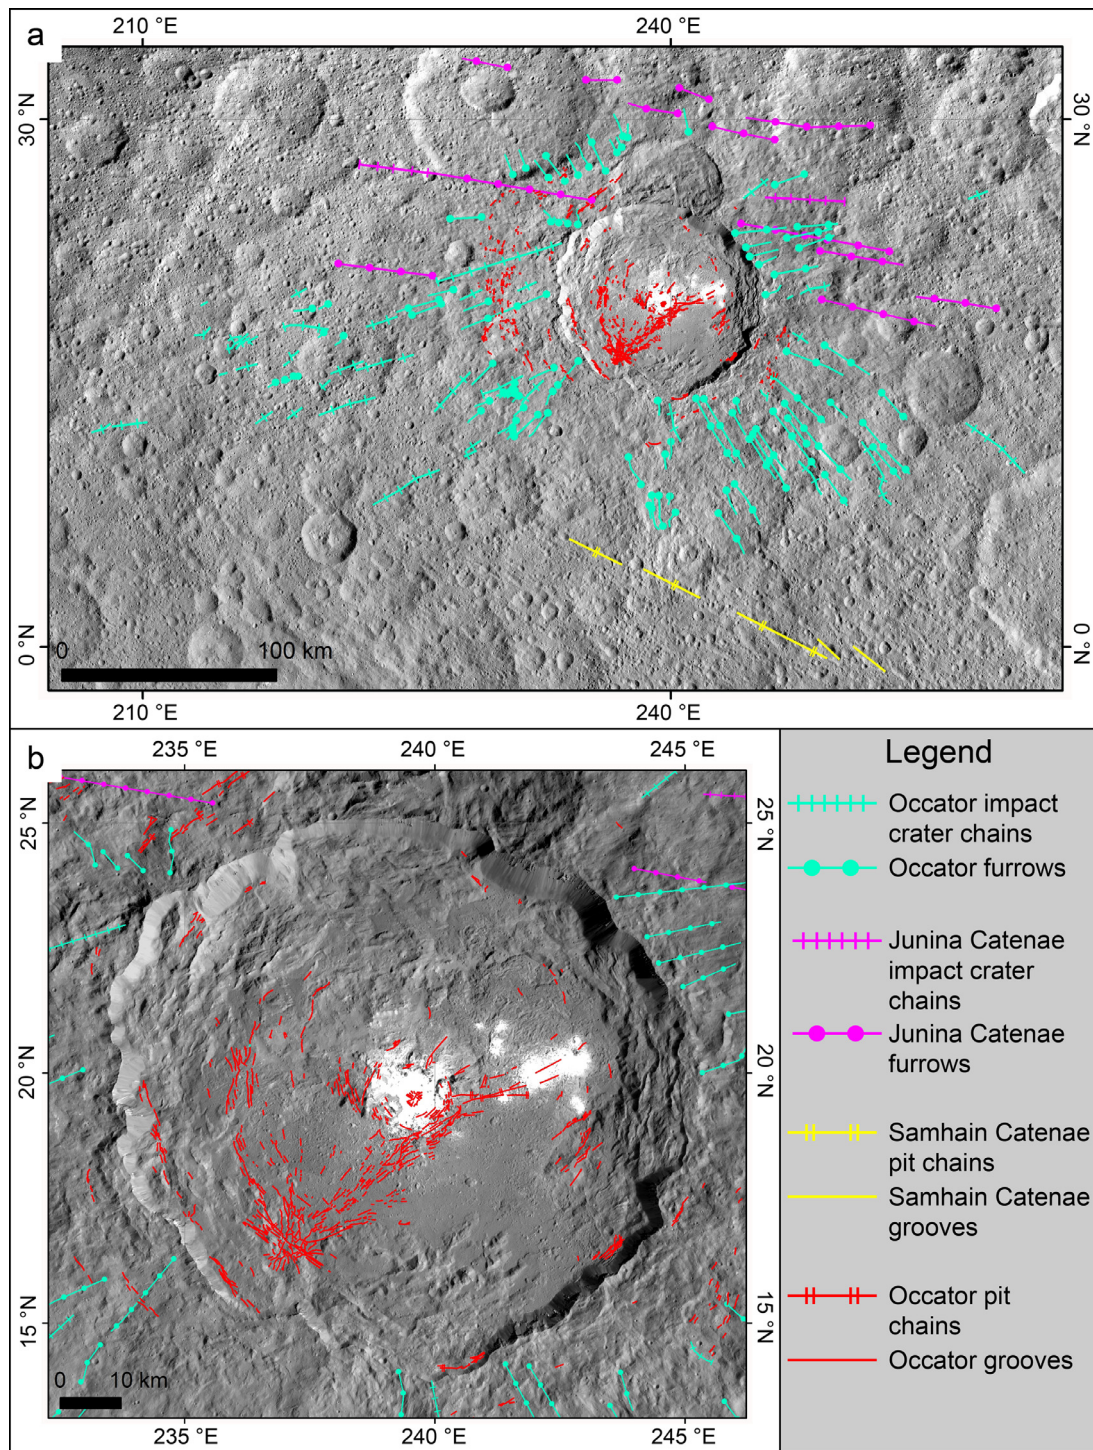 a
210 °E
240 °E
30 °N
30 °N
0 °N
0 °N
0
100 km
210 °E
240 °E
b
235 °E
240 °E
245 °E
25 °N
25 °N
20 °N
20 °N
15 °N
15 °N
0
10 km
235 °E
240 °E
245 °E
Legend
Occator impact
crater chains
Occator furrows
Junina Catenae
impact crater
chains
Junina Catenae
furrows
Samhain Catenae
pit chains
Samhain Catenae
grooves
Occator pit
chains
Occator grooves